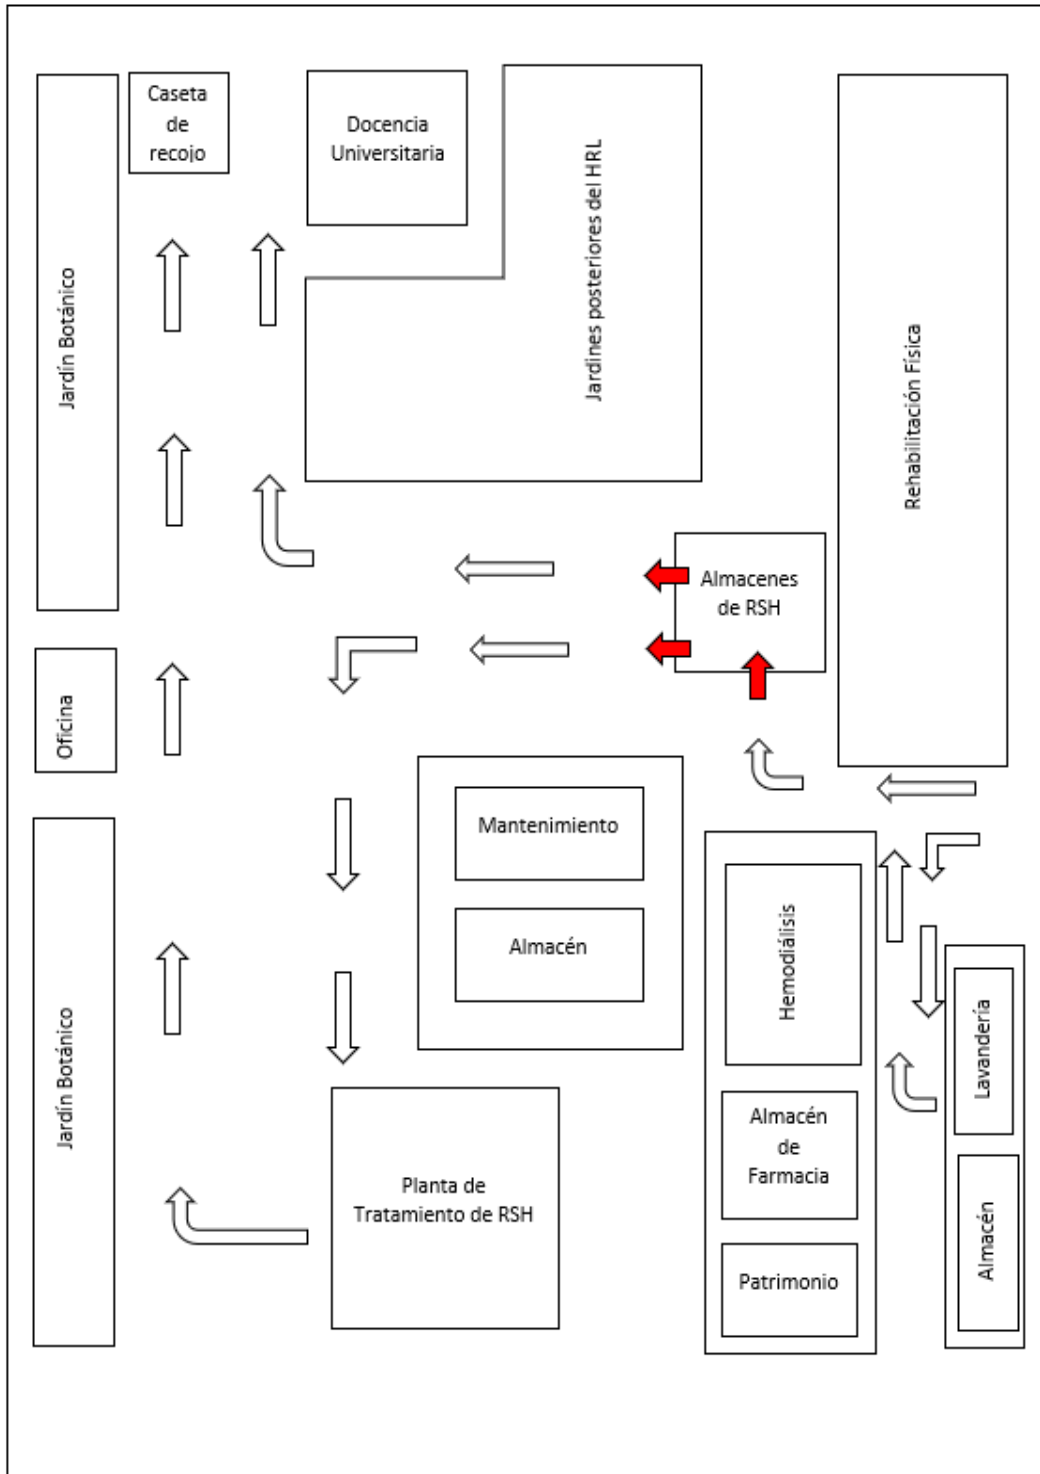 Caseta
de
recojo
Docencia
Universitaria
Jardín Botánico
Jardines posteriores del HRL
Rehabilitación Física
Almacenes
de RSH
Oficina
Mantenimiento
Almacén
Hemodiálisis
Lavandería
Jardín Botánico
Almacén
de
Farmacia
Planta de
Tratamiento de RSH
Almacén
Patrimonio